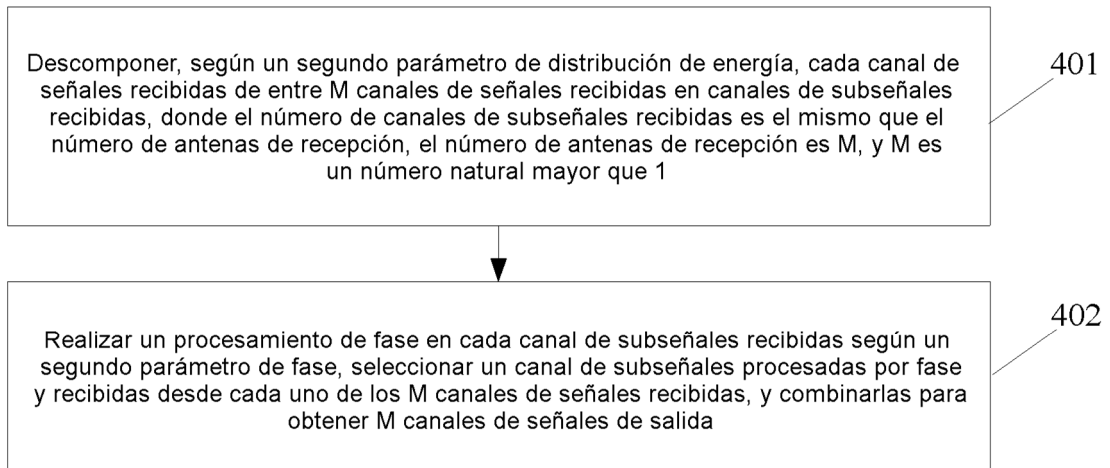 Descomponer, según un segundo parámetro de distribución de energía, cada canal de
señales recibidas de entre M canales de señales recibidas en canales de subseñales
recibidas, donde el número de canales de subseñales recibidas es el mismo que el
número de antenas de recepción, el número de antenas de recepción es M, y M es
un número natural mayor que 1
401
Realizar un procesamiento de fase en cada canal de subseñales recibidas según un
segundo parámetro de fase, seleccionar un canal de subseñales procesadas por fase
y recibidas desde cada uno de los M canales de señales recibidas, y combinarlas para
obtener M canales de señales de salida
402